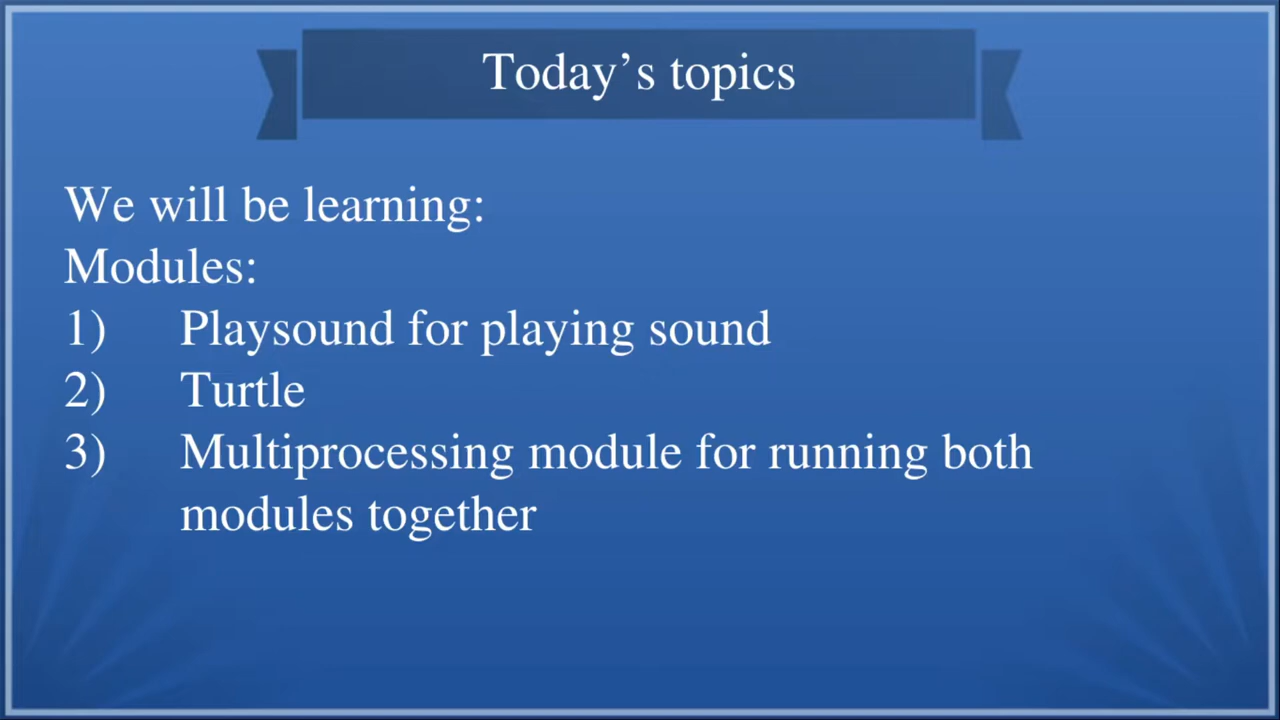 Today’s topics
We will be learning:
Modules:
1) Playsound for playing sound
2) Turtle
3) Multiprocessing module for running both
modules together